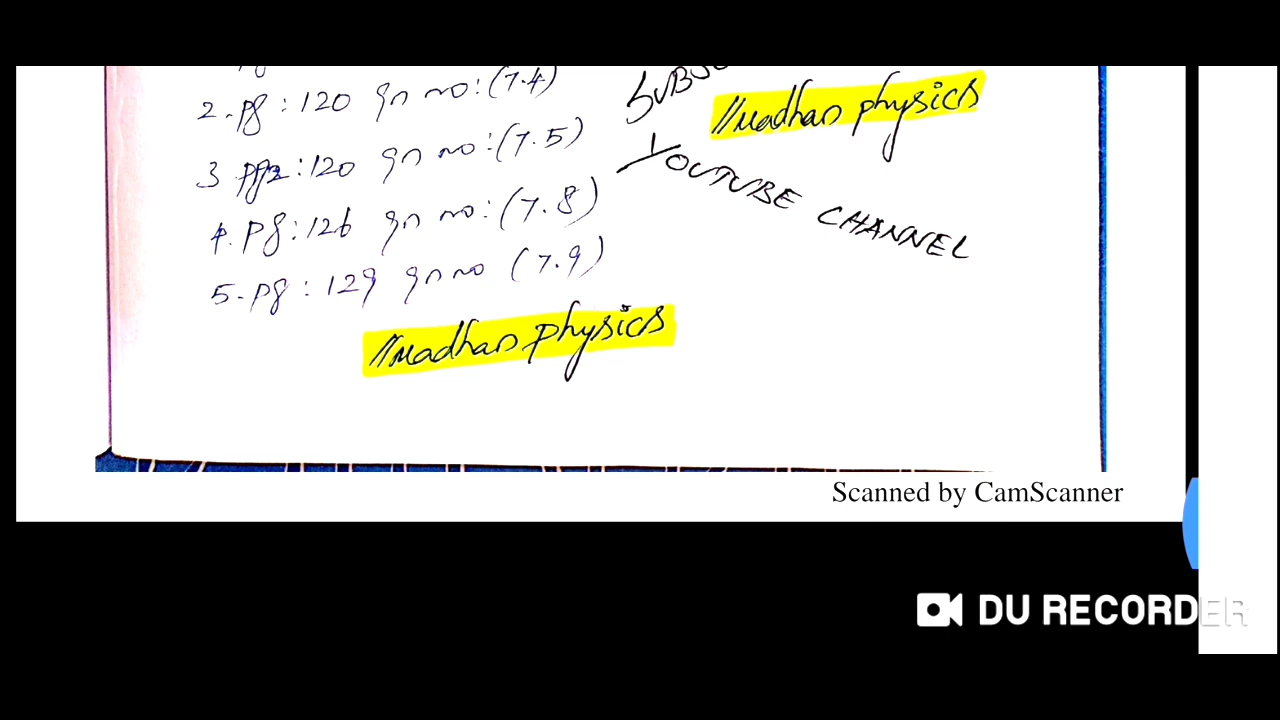 2. pg : 120 qn no : (7.4)
3 pg : 120 qn no : (7.5)
4. pg : 126 qn no : (7.8)
5. pg : 129 qn no (7.9)
//Madhan physics
//Madhan physics
YOUTUBE CHANNEL
Scanned by CamScanner
DU RECORDER